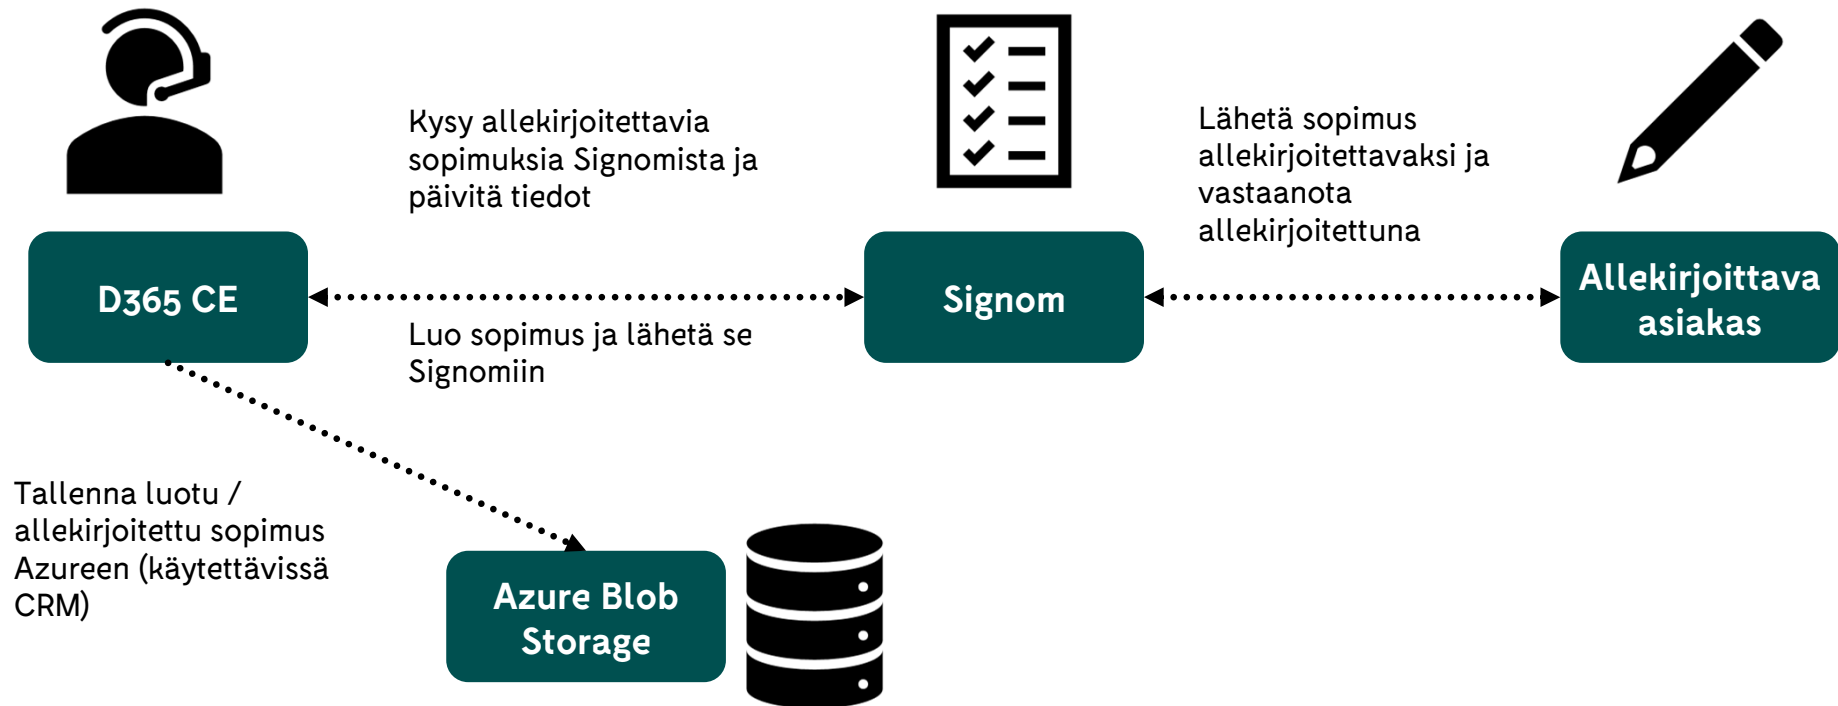 Kysy allekirjoitettavia
sopimuksia Signomista ja
päivitä tiedot
Lähetä sopimus
allekirjoitettavaksi ja
vastaanota
allekirjoitettuna
D365 CE
Signom
Allekirjoittava
asiakas
Luo sopimus ja lähetä se
Signomiin
Tallenna luotu /
allekirjoitettu sopimus
Azureen (käytettävissä
CRM)
Azure Blob
Storage